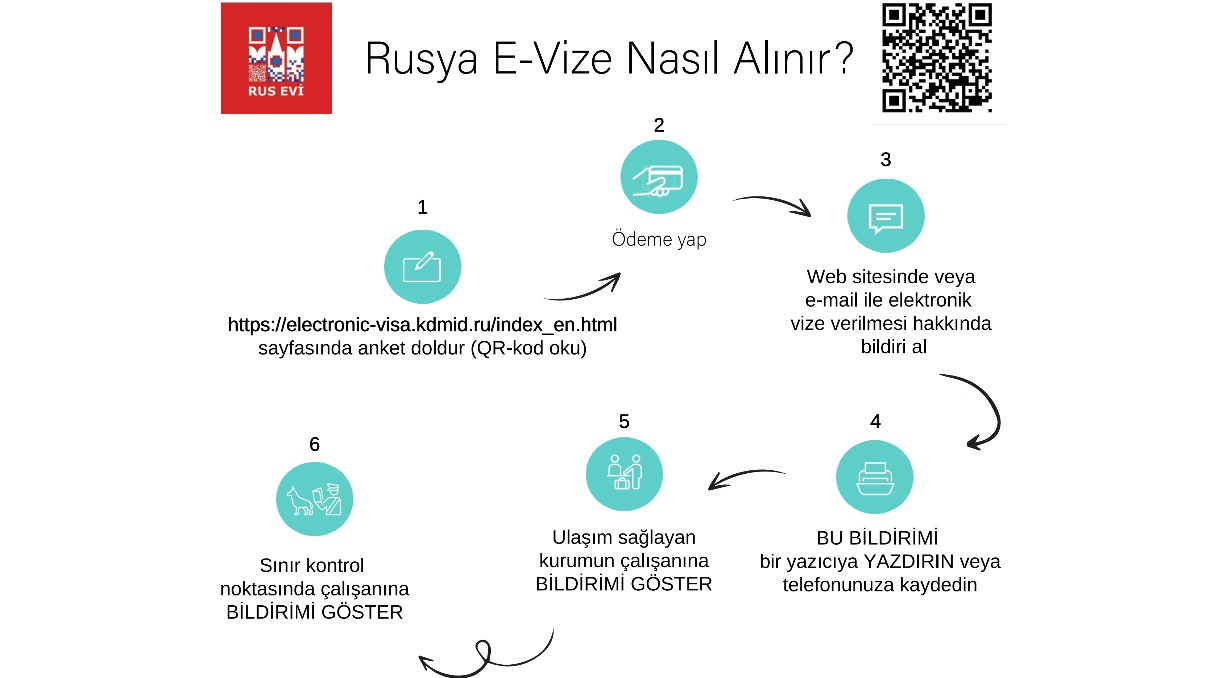 RUS EVİ
Rusya E-Vize Nasıl Alınır?
1
https://electronic-visa.kdmid.ru/index_en.html
sayfasında anket doldur (QR-kod oku)
2
Ödeme yap
3
Web sitesinde veya
e-mail ile elektronik
vize verilmesi hakkında
bildiri al
4
BU BİLDİRİMİ
bir yazıcıya YAZDIRIN veya
telefonunuza kaydedin
5
Ulaşım sağlayan
kurumun çalışanına
BİLDİRİMİ GÖSTER
6
Sınır kontrol
noktasında çalışanına
BİLDİRİMİ GÖSTER